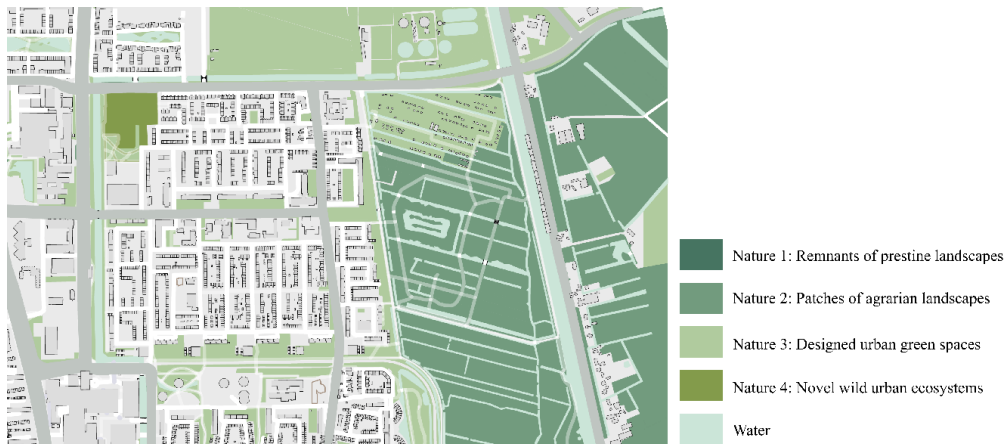 Nature 1: Remnants of prestine landscapes
Nature 2: Patches of agrarian landscapes
Nature 3: Designed urban green spaces
Nature 4: Novel wild urban ecosystems
Water